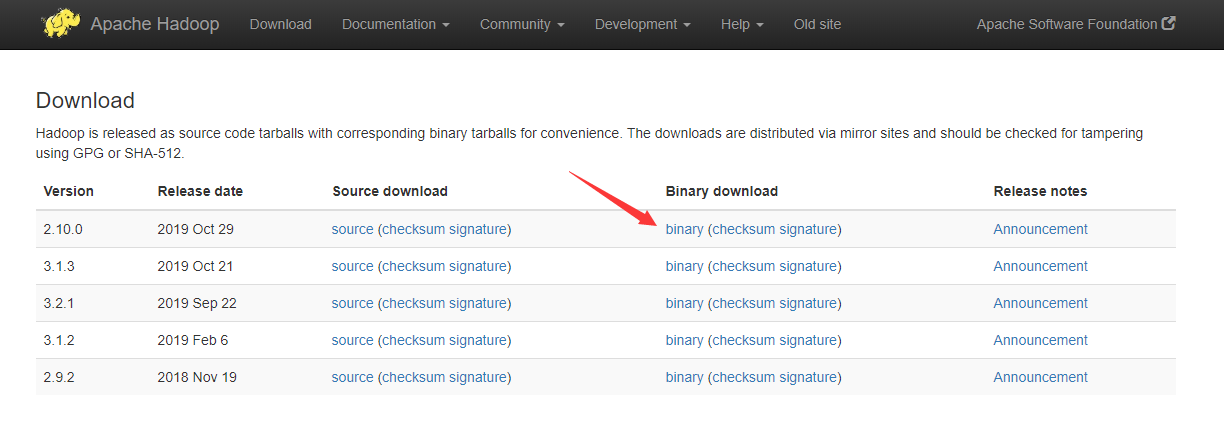 Apache Hadoop Download Documentation Community Development Help Old site Apache Software Foundation
Download
Hadoop is released as source code tarballs with corresponding binary tarballs for convenience. The downloads are distributed via mirror sites and should be checked for tampering
using GPG or SHA-512.
Version Release date Source download Binary download Release notes
2.10.0 2019 Oct 29 source (checksum signature) binary (checksum signature) Announcement
3.1.3 2019 Oct 21 source (checksum signature) binary (checksum signature) Announcement
3.2.1 2019 Sep 22 source (checksum signature) binary (checksum signature) Announcement
3.1.2 2019 Feb 6 source (checksum signature) binary (checksum signature) Announcement
2.9.2 2018 Nov 19 source (checksum signature) binary (checksum signature) Announcement